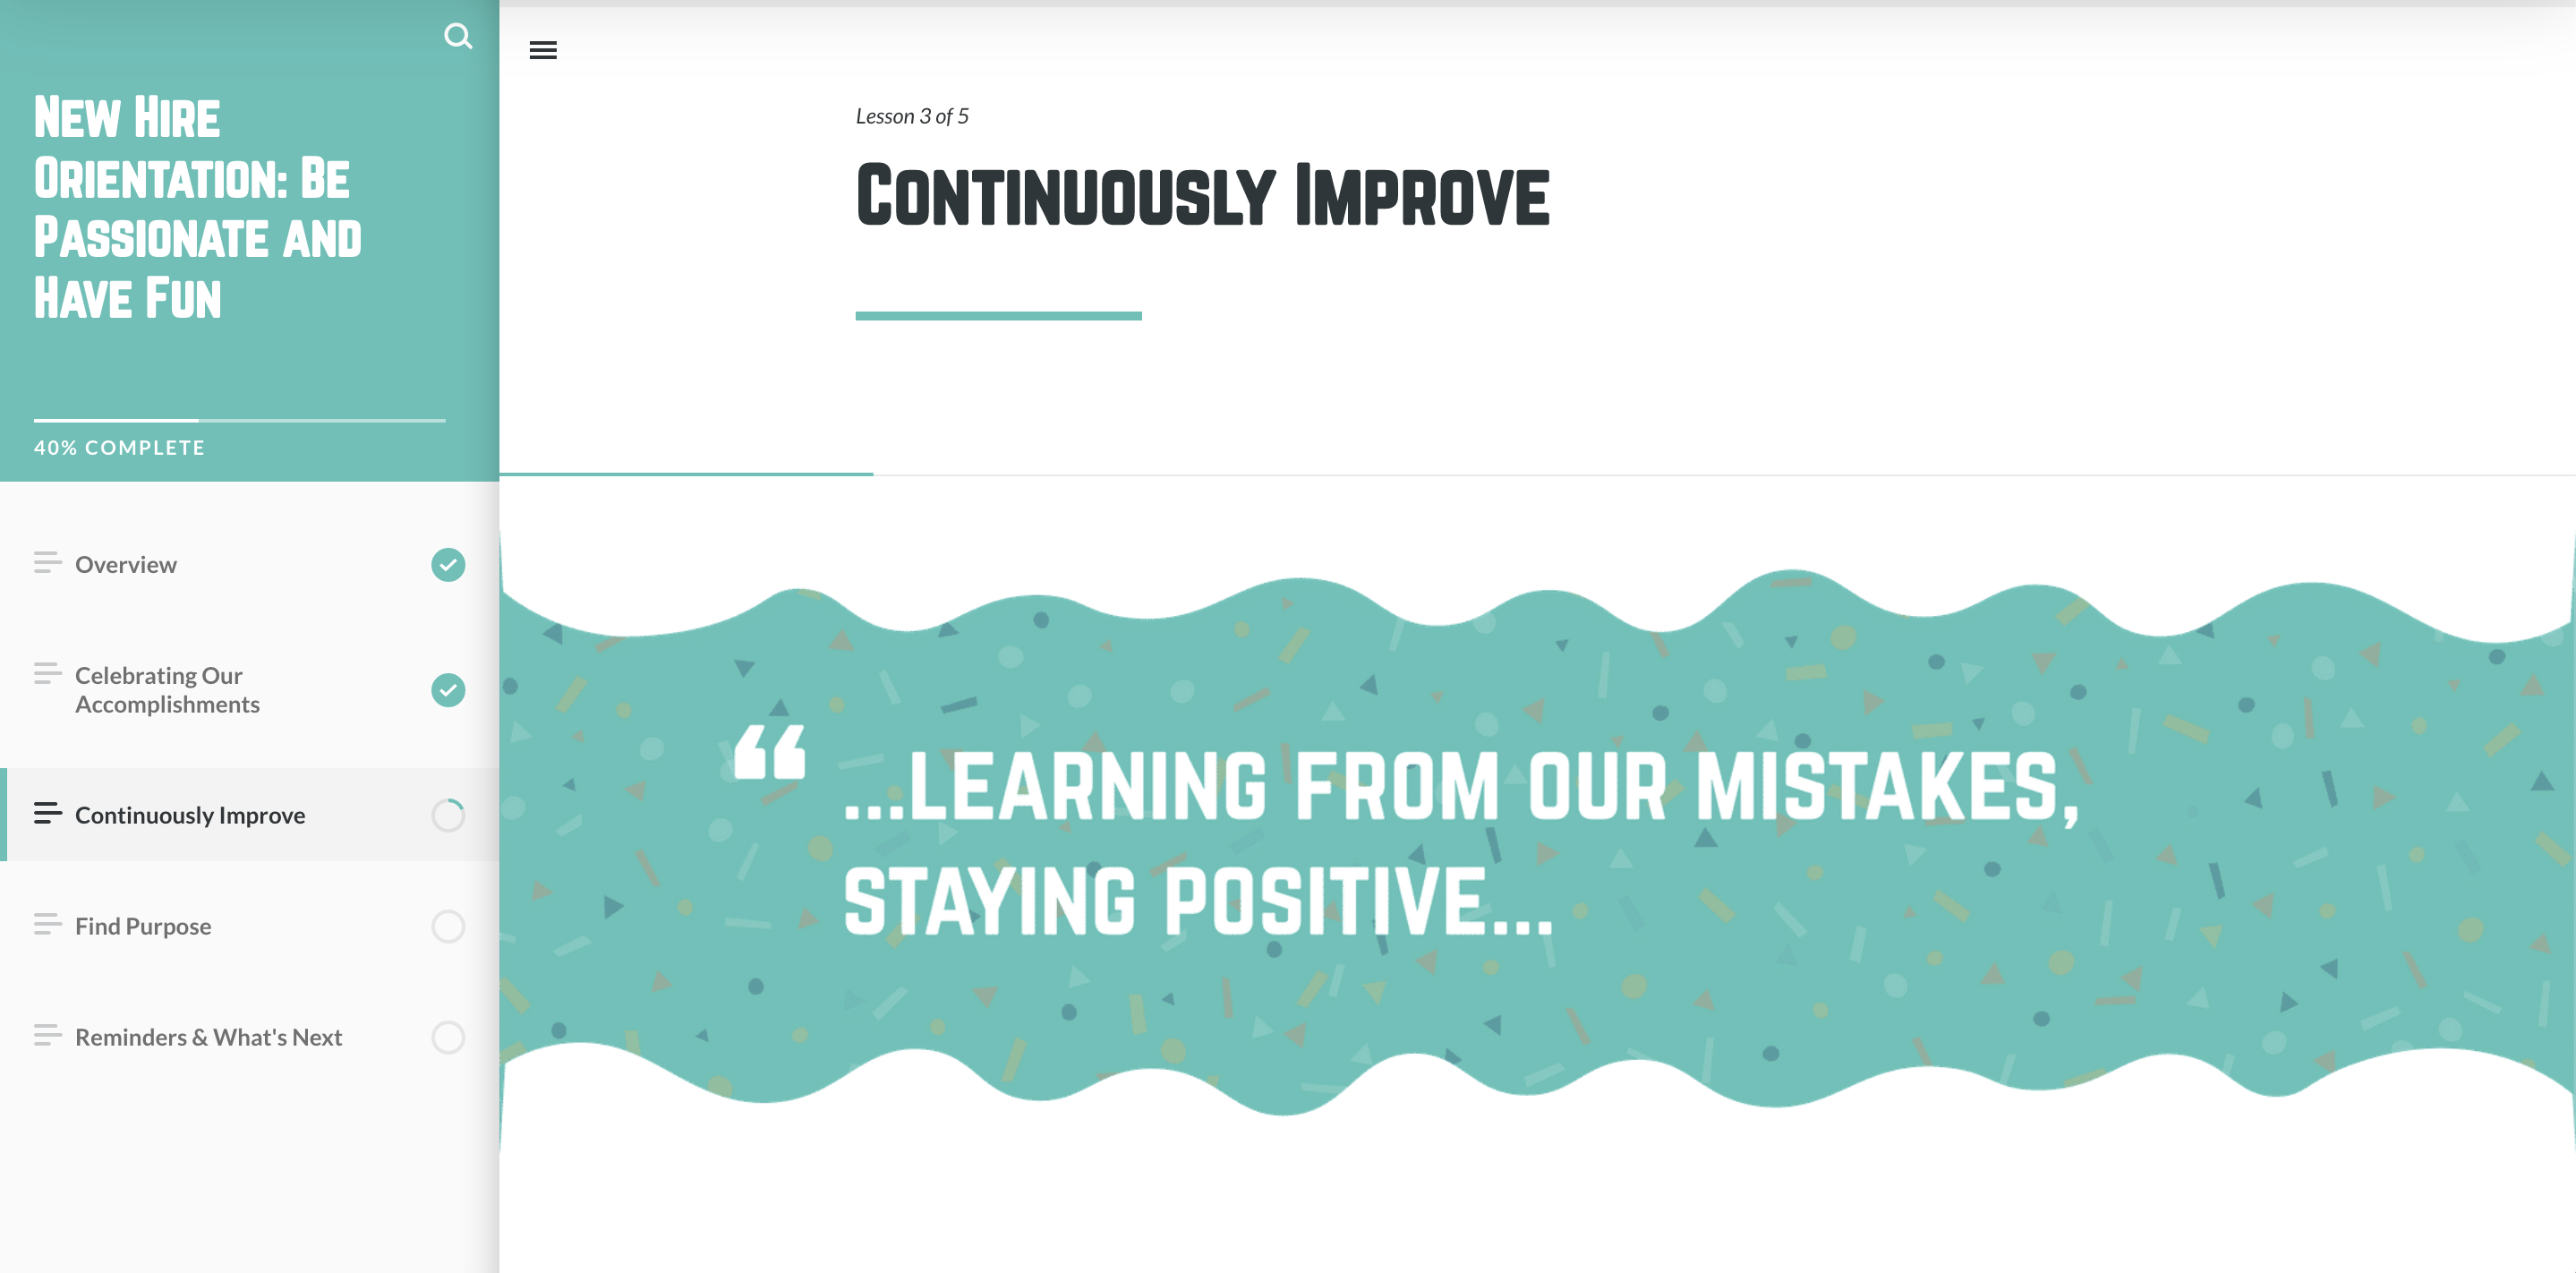 New Hire
Orientation: Be
Passionate and
Have Fun
40% COMPLETE
Overview
Celebrating Our
Accomplishments
Continuously Improve
Find Purpose
Reminders & What's Next
Lesson 3 of 5
Continuously Improve
“ ...LEARNING FROM OUR MISTAKES,
STAYING POSITIVE...